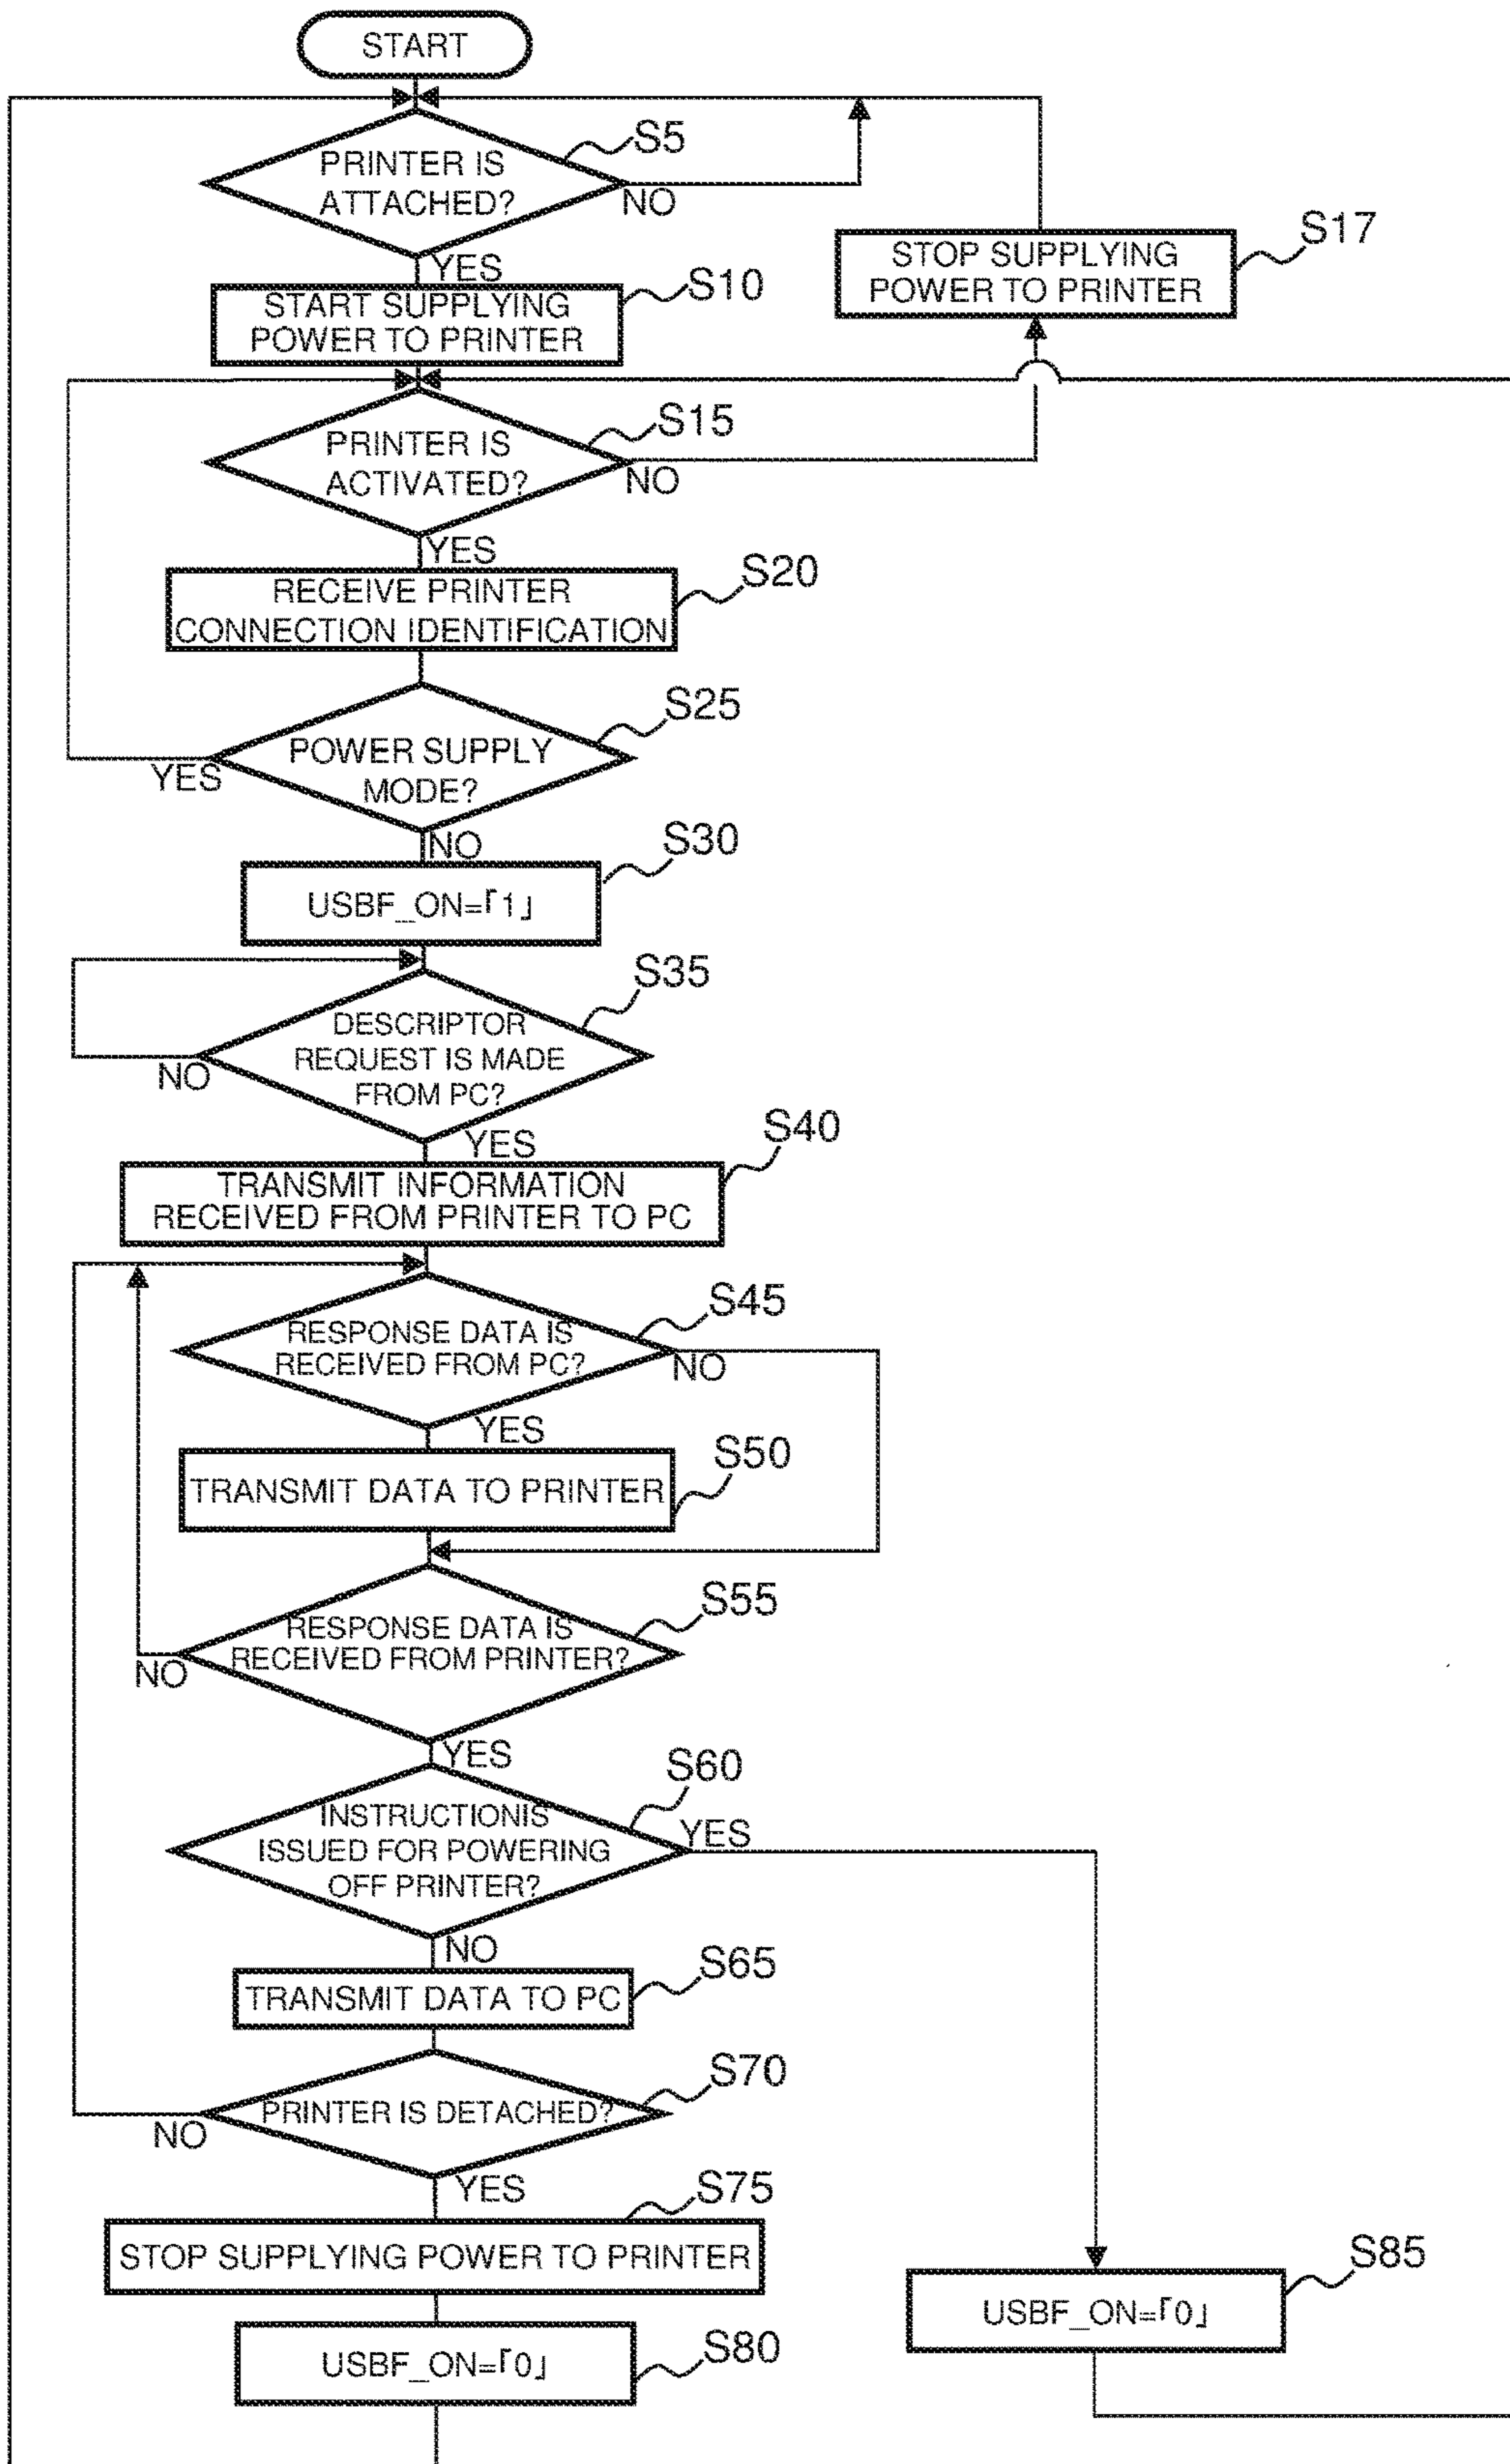 START
S5
PRINTER IS
ATTACHED?
NO
YES
S17
STOP SUPPLYING
POWER TO PRINTER
S10
START SUPPLYING
POWER TO PRINTER
S15
PRINTER IS
ACTIVATED?
NO
YES
S20
RECEIVE PRINTER
CONNECTION IDENTIFICATION
S25
POWER SUPPLY
MODE?
YES
NO
S30
USBF_ON=「1」
S35
DESCRIPTOR
REQUEST IS MADE
FROM PC?
NO
YES
S40
TRANSMIT INFORMATION
RECEIVED FROM PRINTER TO PC
S45
RESPONSE DATA IS
RECEIVED FROM PC?
NO
YES
S50
TRANSMIT DATA TO PRINTER
S55
RESPONSE DATA IS
RECEIVED FROM PRINTER?
NO
YES
S60
INSTRUCTIONIS
ISSUED FOR POWERING
OFF PRINTER?
YES
NO
S65
TRANSMIT DATA TO PC
S70
PRINTER IS DETACHED?
NO
YES
S75
STOP SUPPLYING POWER TO PRINTER
S85
USBF_ON=「0」
S80
USBF_ON=「0」